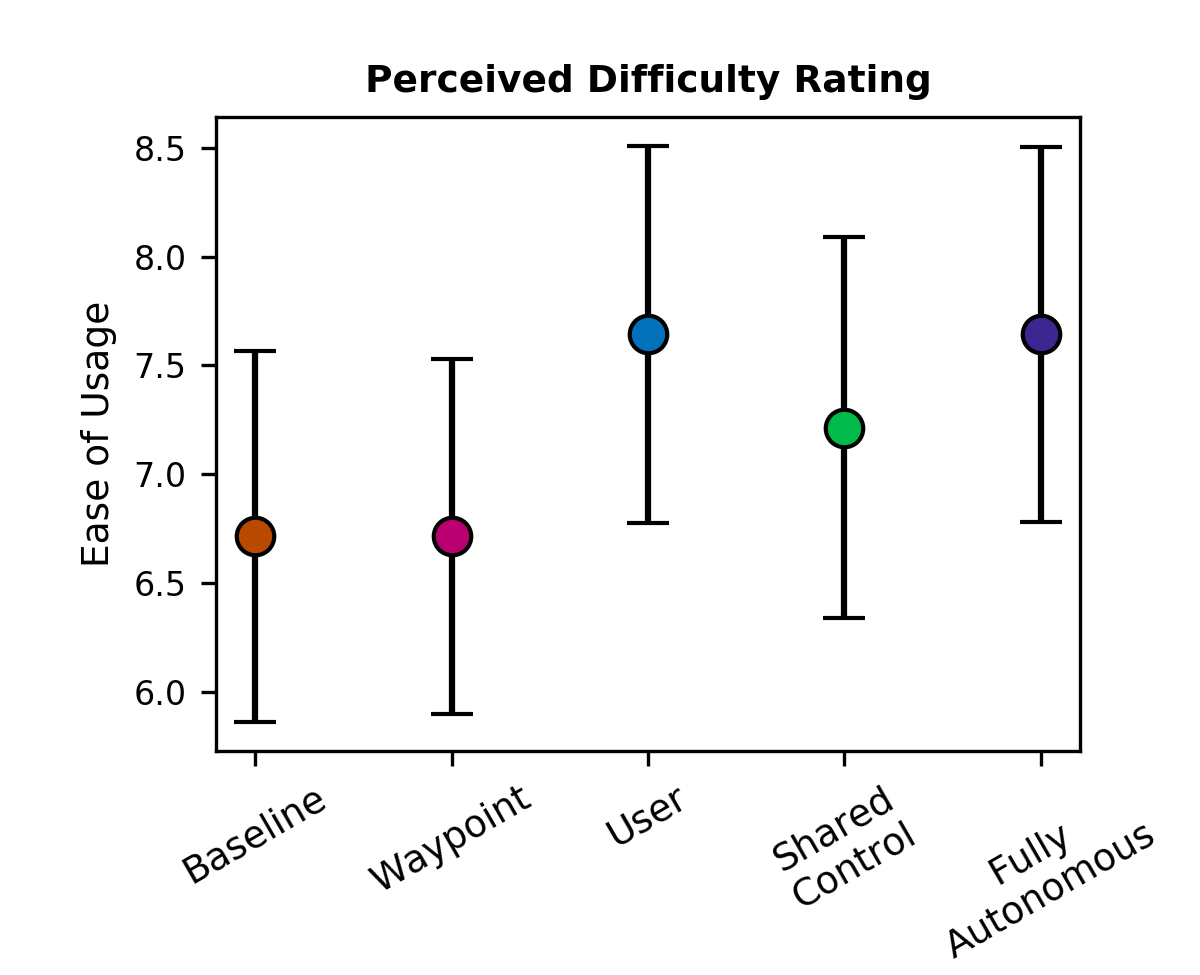 Perceived Difficulty Rating
Ease of Usage
8.5
8.0
7.5
7.0
6.5
6.0
Baseline
Waypoint
User
Shared
Control
Fully
Autonomous